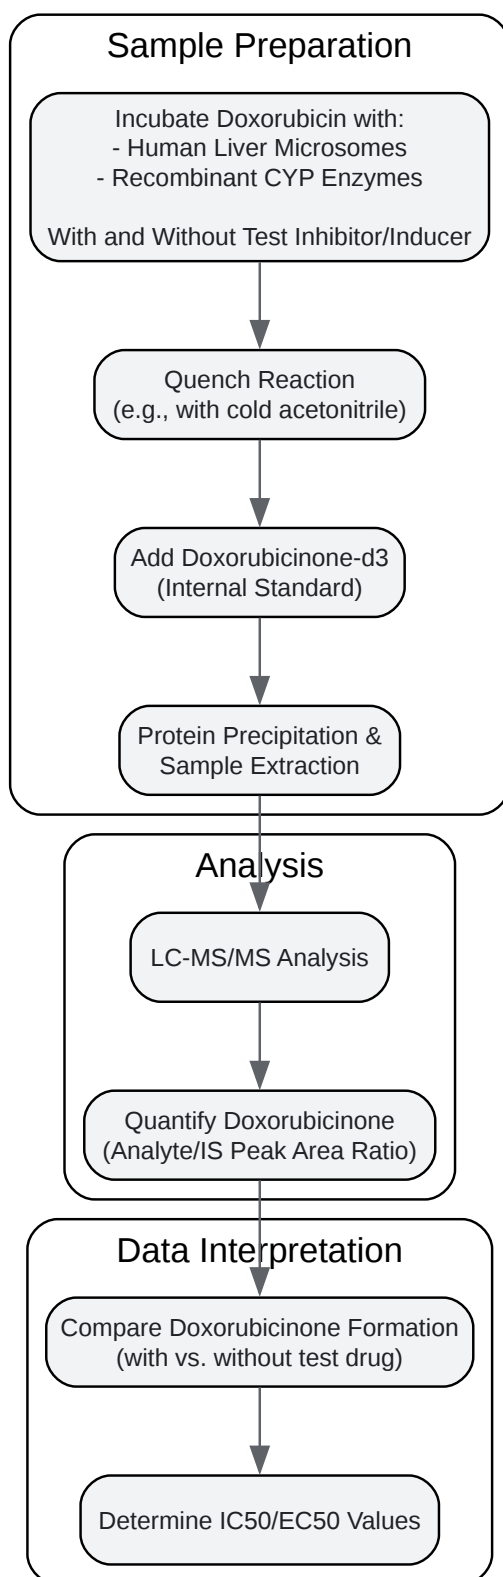 Sample Preparation
Incubate Doxorubicin with:
- Human Liver Microsomes
- Recombinant CYP Enzymes
With and Without Test Inhibitor/Inducer
Quench Reaction
(e.g., with cold acetonitrile)
Add Doxorubicinone-d3
(Internal Standard)
Protein Precipitation &
Sample Extraction
Analysis
LC-MS/MS Analysis
Quantify Doxorubicinone
(Analyte/IS Peak Area Ratio)
Data Interpretation
Compare Doxorubicinone Formation
(with vs. without test drug)
Determine IC50/EC50 Values